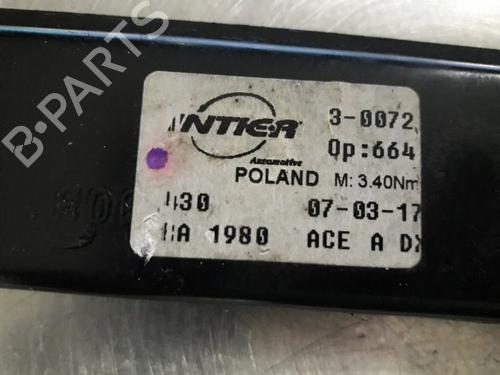 B-PARTS
INTIER 3-0072
Automotive Op:664
POLAND M: 3.40Nm
430 07-03-17
1980 ACE A DX